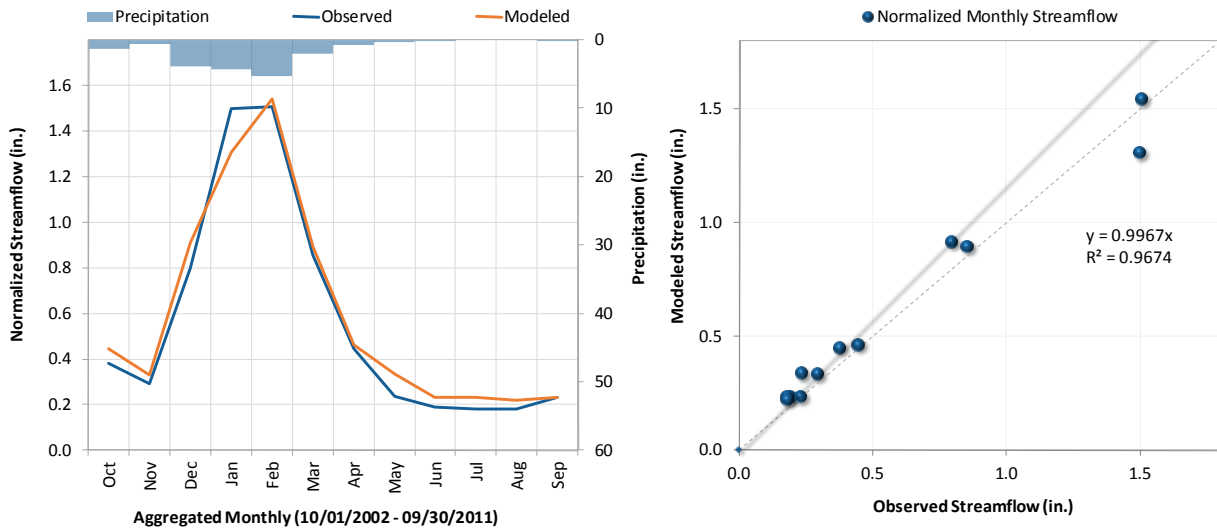 Precipitation Observed Modeled
Normalized Streamflow (in.)
1.6
1.4
1.2
1.0
0.8
0.6
0.4
0.2
0.0
0
10
20
30
40
50
60
Precipitation (in.)
Oct Nov Dec Jan Feb Mar Apr May Jun Jul Aug Sep
Aggregated Monthly (10/01/2002 - 09/30/2011)
Normalized Monthly Streamflow
Modeled Streamflow (in.)
1.5
1.0
0.5
0.0
y = 0.9967x
R² = 0.9674
0.0 0.5 1.0 1.5
Observed Streamflow (in.)